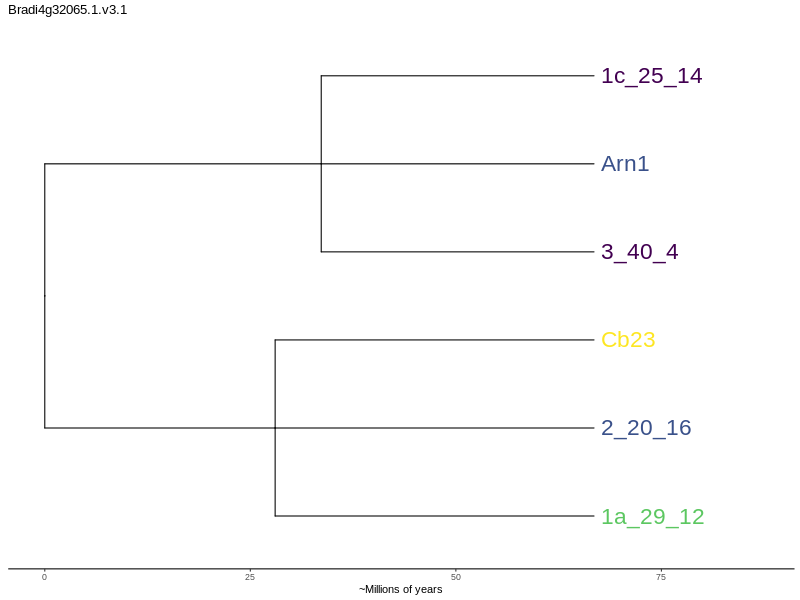 Bradi4g32065.1.v3.1
1c_25_14
Arn1
3_40_4
Cb23
2_20_16
1a_29_12
0 25 50 75
~Millions of years